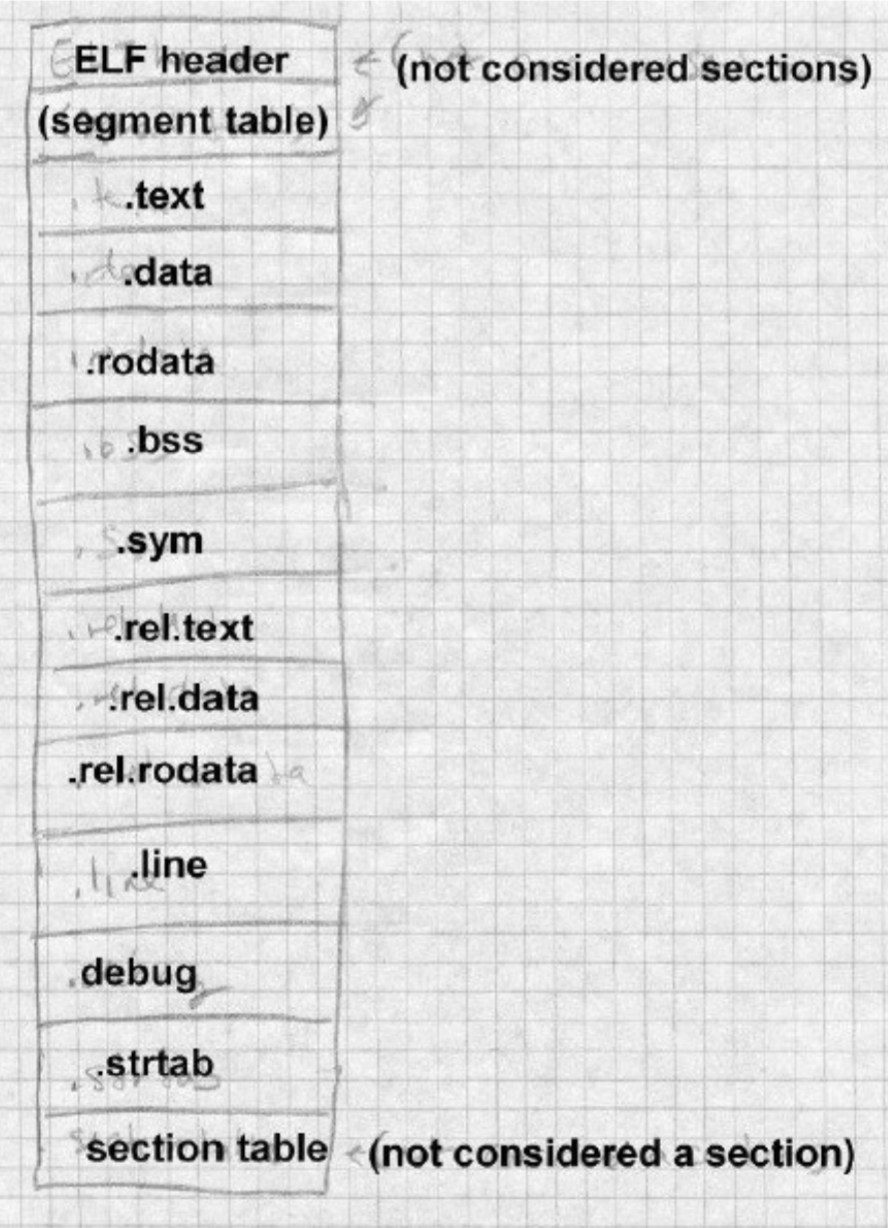 ELF header
(not considered sections)
(segment table)
.text
.data
.rodata
.bss
.sym
.rel.text
.rel.data
.rel.rodata
.line
.debug
.strtab
section table
(not considered a section)